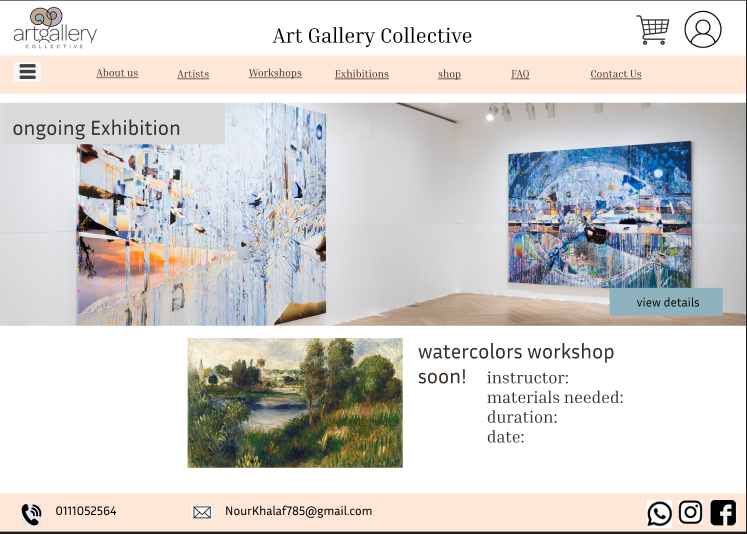 artgallery
COLLECTIVE
Art Gallery Collective
About us
Artists
Workshops
Exhibitions
shop
FAQ
Contact Us
ongoing Exhibition
view details
watercolors workshop
soon!
instructor:
materials needed:
duration:
date:
0111052564
NourKhalaf785@gmail.com